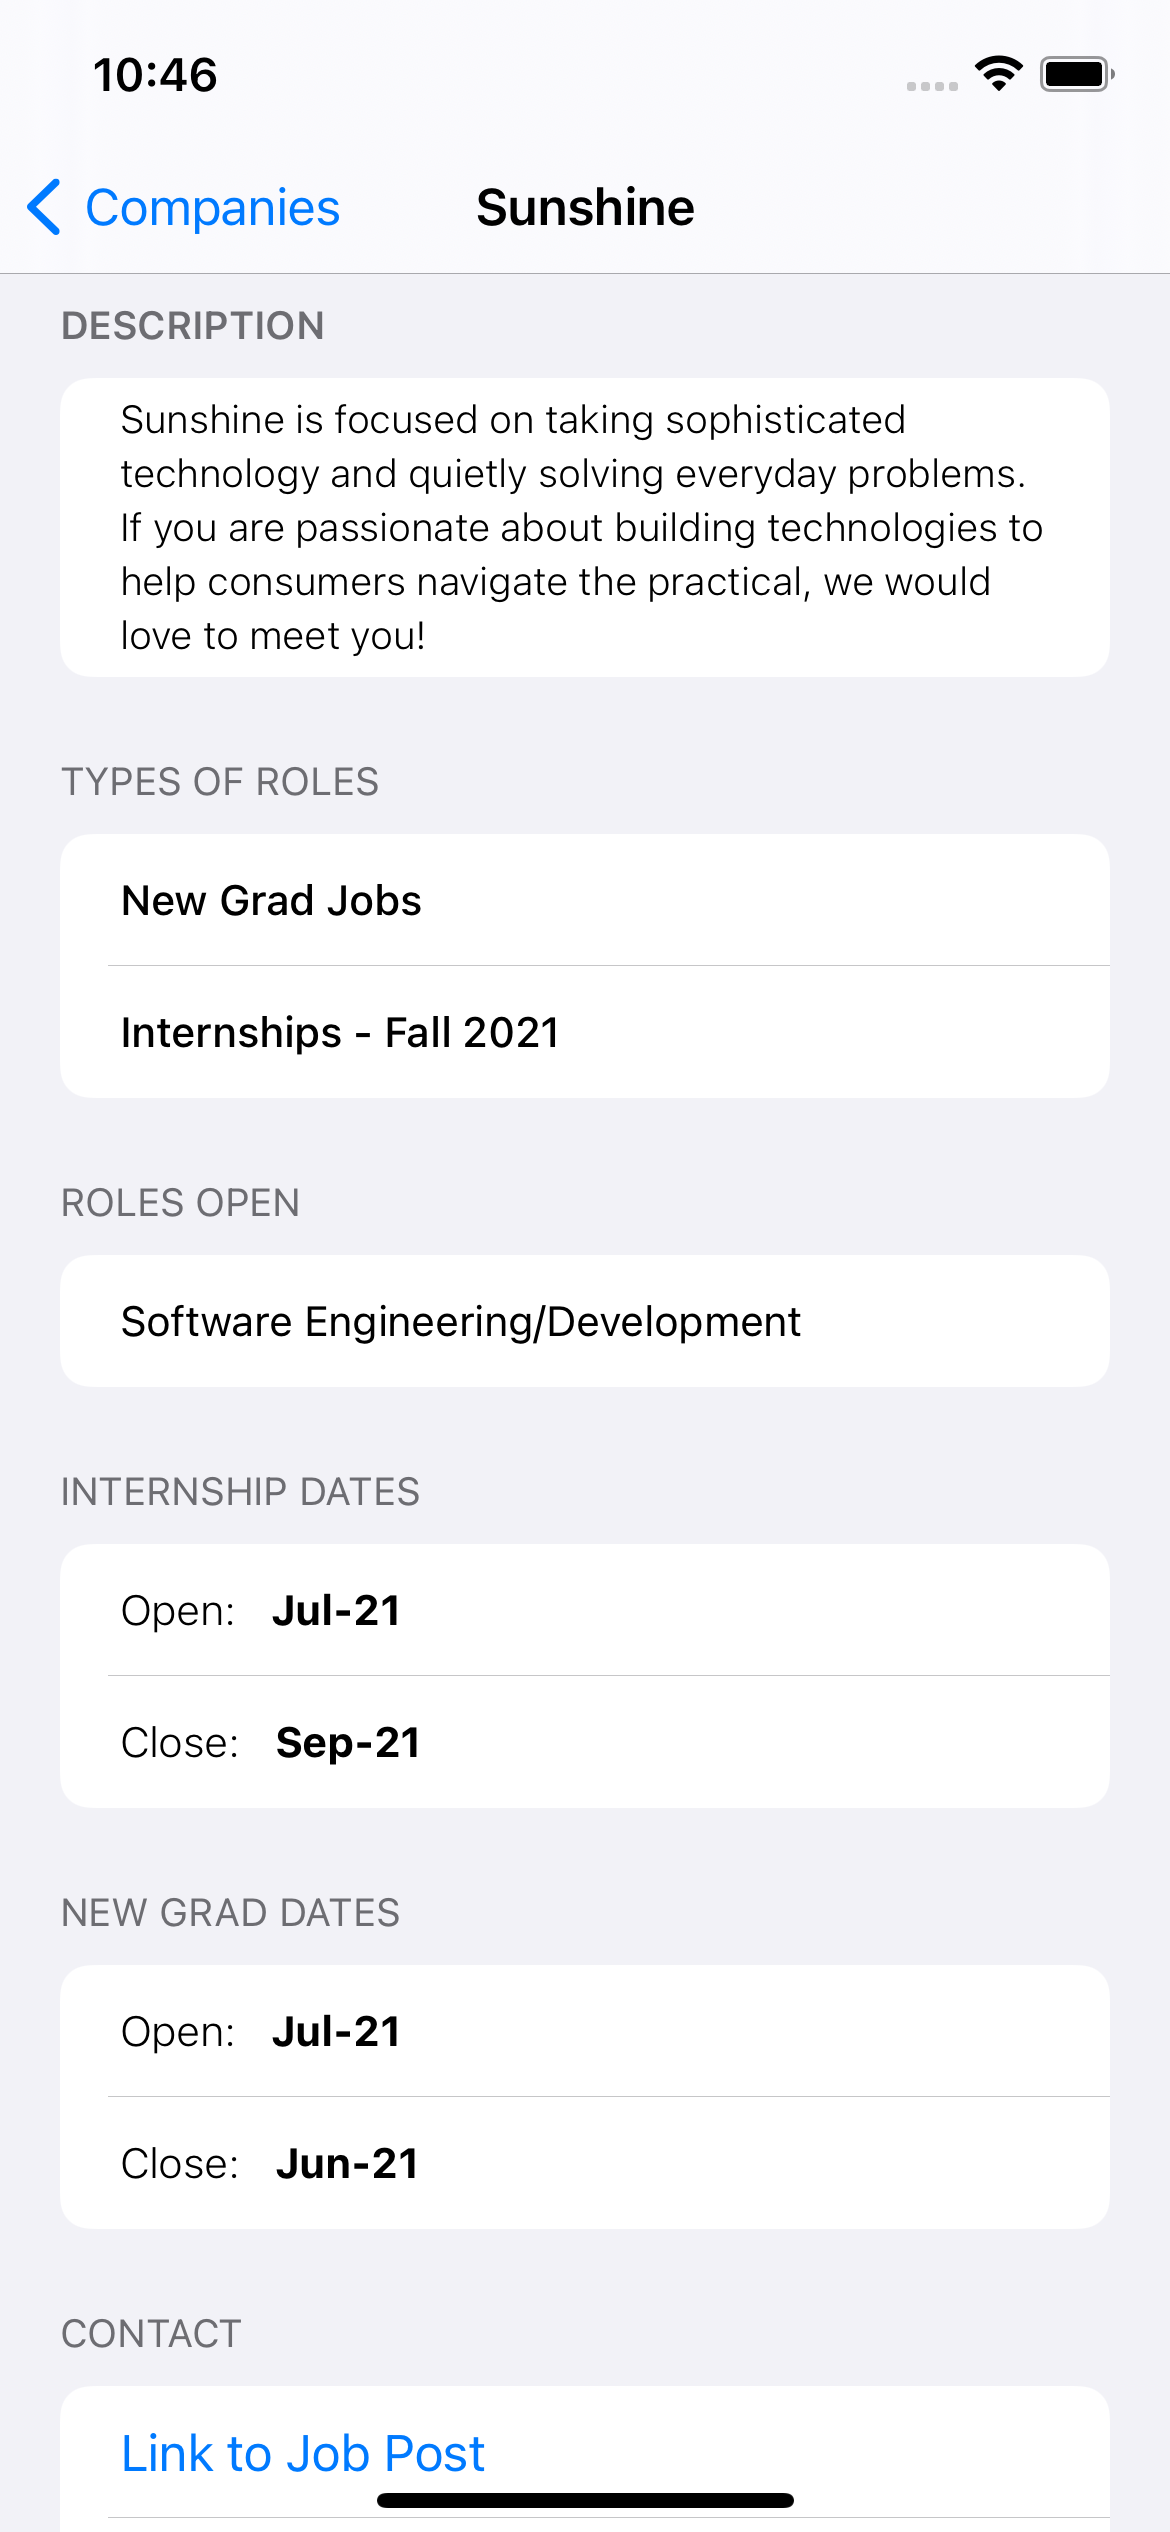 10:46
Companies
Sunshine
DESCRIPTION
Sunshine is focused on taking sophisticated
technology and quietly solving everyday problems.
If you are passionate about building technologies to
help consumers navigate the practical, we would
love to meet you!
TYPES OF ROLES
New Grad Jobs
Internships - Fall 2021
ROLES OPEN
Software Engineering/Development
INTERNSHIP DATES
Open: Jul-21
Close: Sep-21
NEW GRAD DATES
Open: Jul-21
Close: Jun-21
CONTACT
Link to Job Post